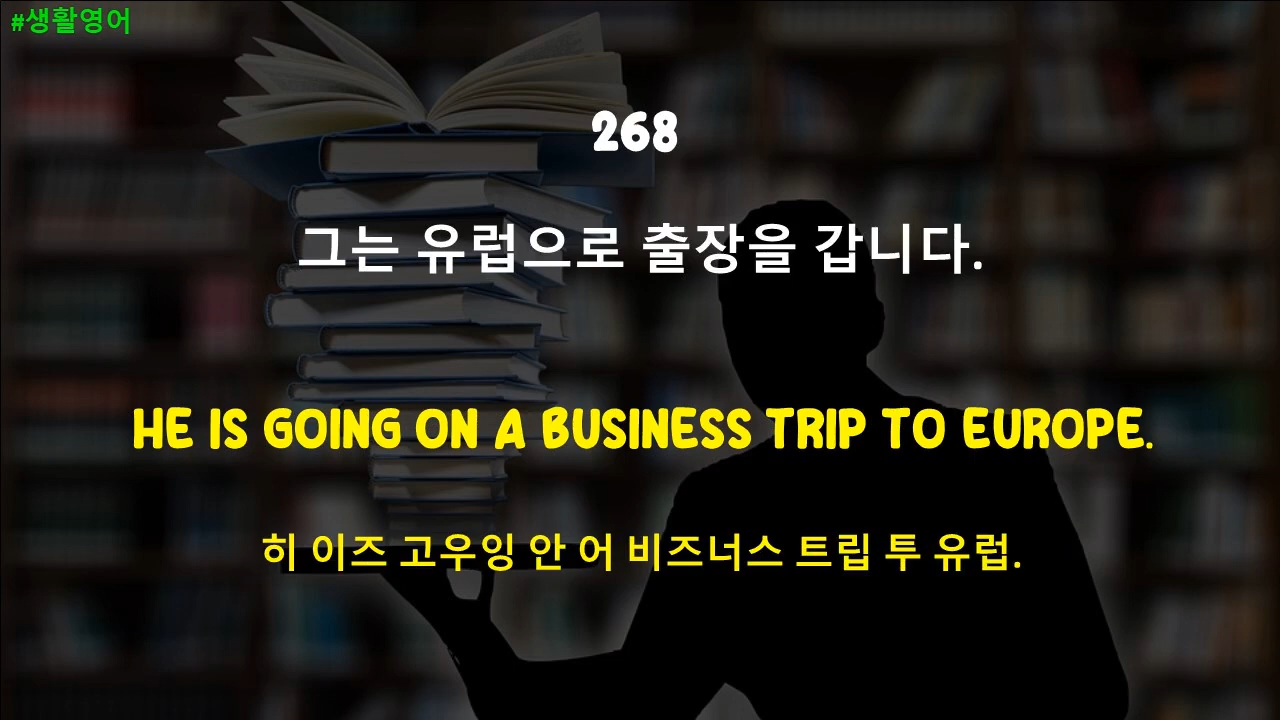 #생활영어
268
그는 유럽으로 출장을 갑니다.
HE IS GOING ON A BUSINESS TRIP TO EUROPE.
히 이즈 고우잉 안 어 비즈너스 트립 투 유럽.